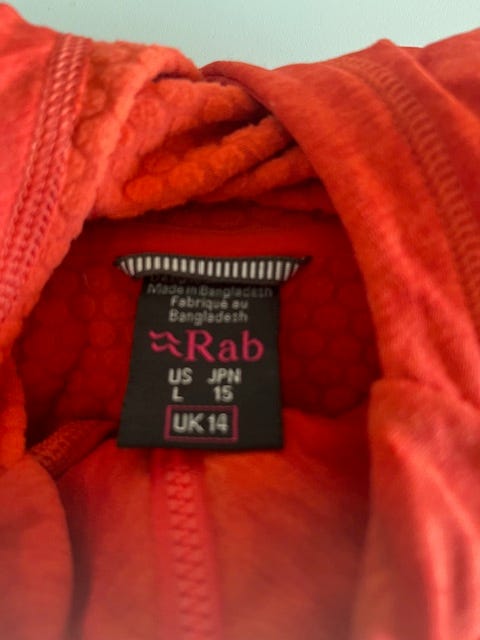 Made in Bangladesh
Fabriqué au
Bangladesh
Rab
US JPN
L 15
UK 14